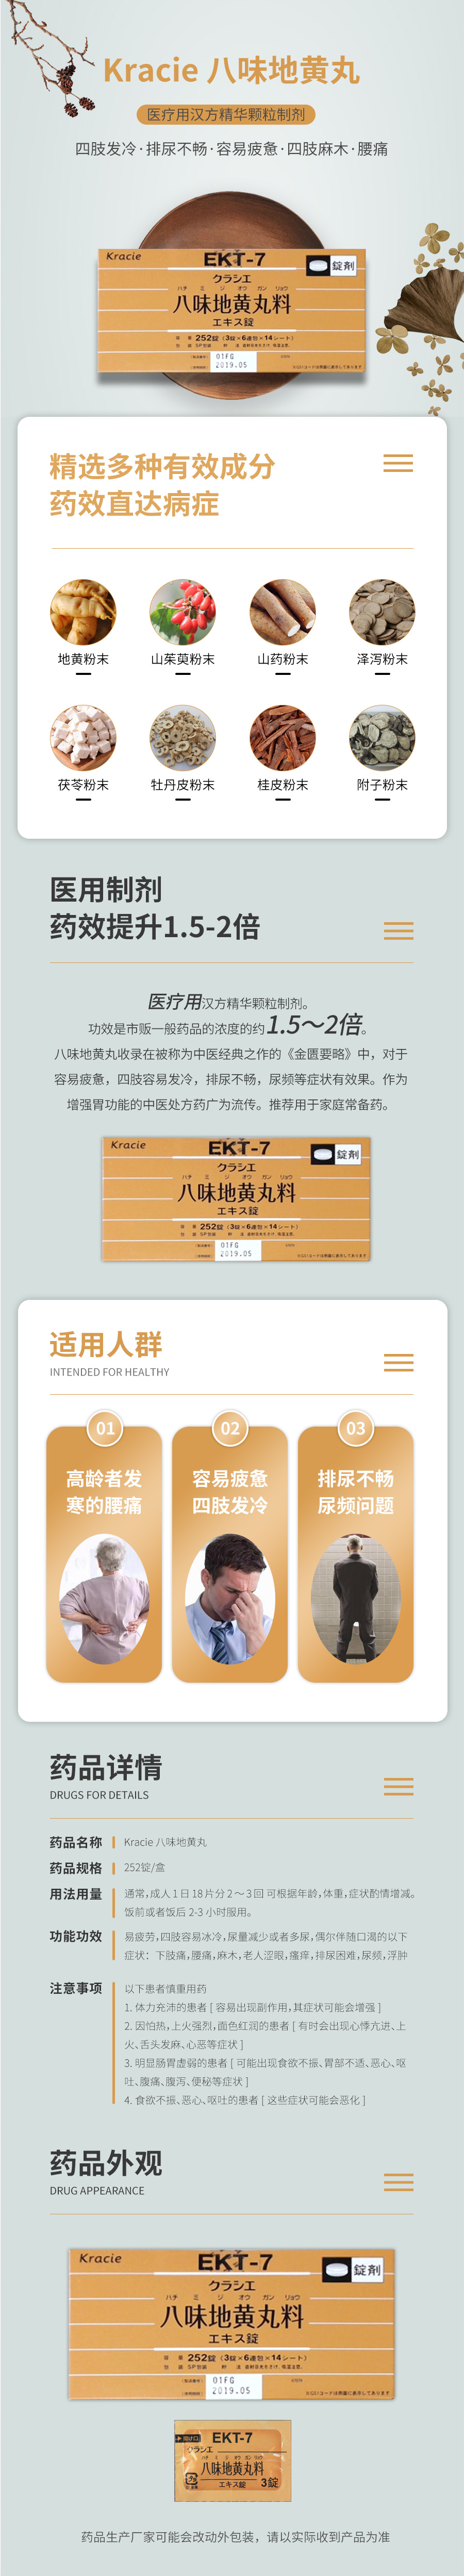 Kracie 八味地黄丸
医疗用汉方精华颗粒制剂
四肢发冷·排尿不畅·容易疲惫·四肢麻木·腰痛
Kracie
EKT-7
錠剤
クラシエ
ハチ ミ ジ オウ ガン リョウ
八味地黄丸料
エキス錠
252錠（3錠×6連包×14シート）
01FG
2019.05
精选多种有效成分
药效直达病症
地黄粉末
山茱萸粉末
山药粉末
泽泻粉末
茯苓粉末
牡丹皮粉末
桂皮粉末
附子粉末
医用制剂
药效提升1.5-2倍
医疗用汉方精华颗粒制剂。
功效是市贩一般药品的浓度的约1.5～2倍。
八味地黄丸收录在被称为中医经典之作的《金匮要略》中，对于
容易疲惫，四肢容易发冷，排尿不畅，尿频等症状有效果。作为
增强胃功能的中医处方药广为流传。推荐用于家庭常备药。
Kracie
EKT-7
錠剤
クラシエ
ハチ ミ ジ オウ ガン リョウ
八味地黄丸料
エキス錠
252錠（3錠×6連包×14シート）
01FG
2019.05
适用人群
INTENDED FOR HEALTHY
01
高龄者发
寒的腰痛
02
容易疲惫
四肢发冷
03
排尿不畅
尿频问题
药品详情
DRUGS FOR DETAILS
药品名称
Kracie 八味地黄丸
药品规格
252锭/盒
用法用量
通常，成人1日18片分2～3回可根据年龄，体重，症状酌情增减。
饭前或者饭后 2-3 小时服用。
功能功效
易疲劳，四肢容易冰冷，尿量减少或者多尿，偶尔伴随口渴的以下
症状：下肢痛，腰痛，麻木，老人涩眼，瘙痒，排尿困难，尿频，浮肿
注意事项
以下患者慎重用药
1. 体力充沛的患者 [ 容易出现副作用，其症状可能会增强 ]
2. 因怕热，上火强烈，面色红润的患者 [ 有时会出现心悸亢进、上
火、舌头发麻、心恶等症状 ]
3. 明显肠胃虚弱的患者 [ 可能出现食欲不振、胃部不适、恶心、呕
吐、腹痛、腹泻、便秘等症状 ]
4. 食欲不振、恶心、呕吐的患者 [ 这些症状可能会恶化 ]
药品外观
DRUG APPEARANCE
Kracie
EKT-7
錠剤
クラシエ
ハチ ミ ジ オウ ガン リョウ
八味地黄丸料
エキス錠
252錠（3錠×6連包×14シート）
01FG
2019.05
EKT-7
クラシエ
八味地黄丸料
エキス錠
3錠
药品生产厂家可能会改动外包装，请以实际收到产品为准